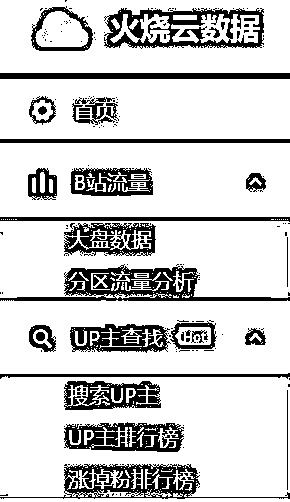 火烧云数据
首页
B站流量
大盘数据
分区流量分析
UP主查找 Hot
搜索UP主
UP主排行榜
涨掉粉排行榜